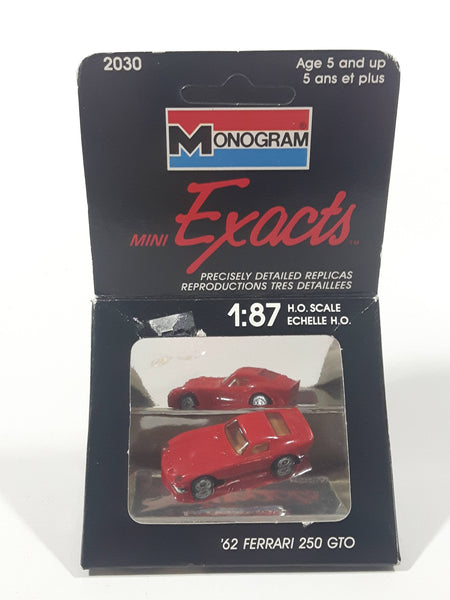 2030
Age 5 and up
5 ans et plus
MONOGRAM
MINI Exacts TM
PRECISELY DETAILED REPLICAS
REPRODUCTIONS TRES DETAILLEES
1:87 H.O. SCALE
ECHELLE H.O.
'62 FERRARI 250 GTO